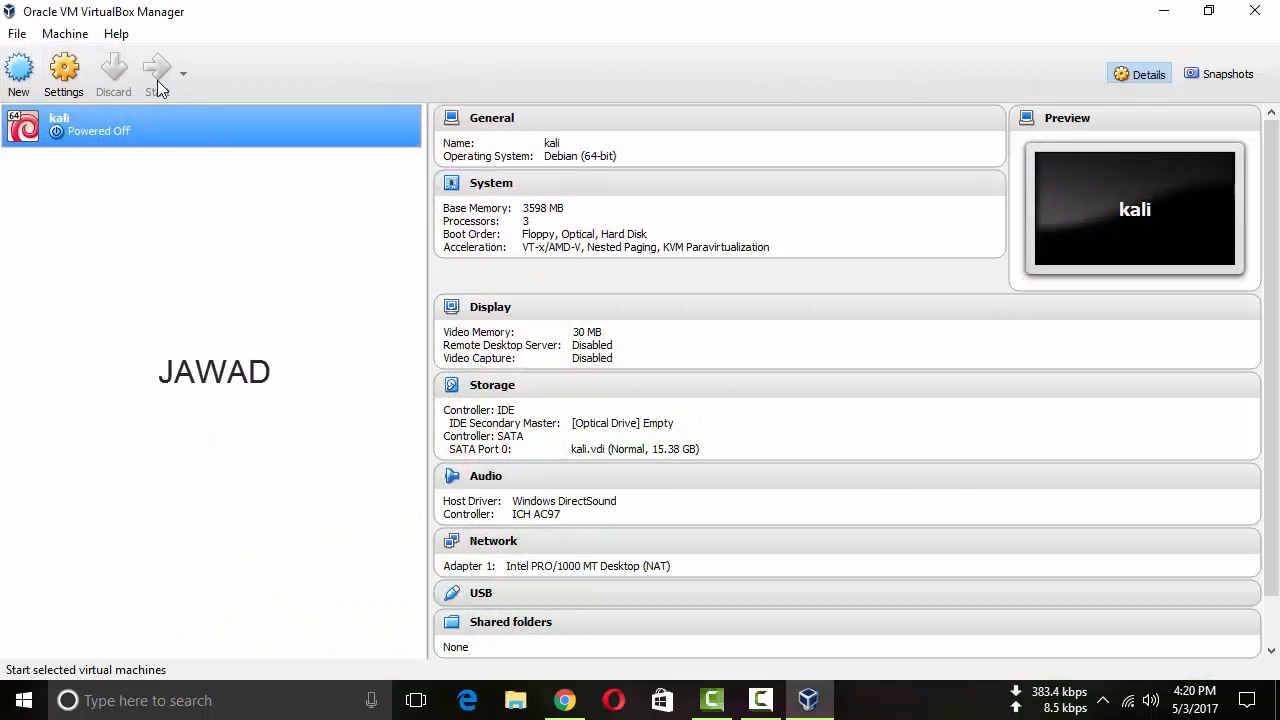 Oracle VM VirtualBox Manager
File Machine Help
New Settings Discard
Details Snapshots
64 kali
Powered Off
General
Name: kali
Operating System: Debian (64-bit)
System
Base Memory: 3598 MB
Processors: 3
Boot Order: Floppy, Optical, Hard Disk
Acceleration: VT-x/AMD-V, Nested Paging, KVM Paravirtualization
Preview
kali
Display
Video Memory: 30 MB
Remote Desktop Server: Disabled
Video Capture: Disabled
JAWAD
Storage
Controller: IDE
IDE Secondary Master: [Optical Drive] Empty
Controller: SATA
SATA Port 0: kali.vdi (Normal, 15.38 GB)
Audio
Host Driver: Windows DirectSound
Controller: ICH AC97
Network
Adapter 1: Intel PRO/1000 MT Desktop (NAT)
USB
Shared folders
None
Start selected virtual machines
Type here to search
383.4 kbps
8.5 kbps
4:20 PM
5/3/2017